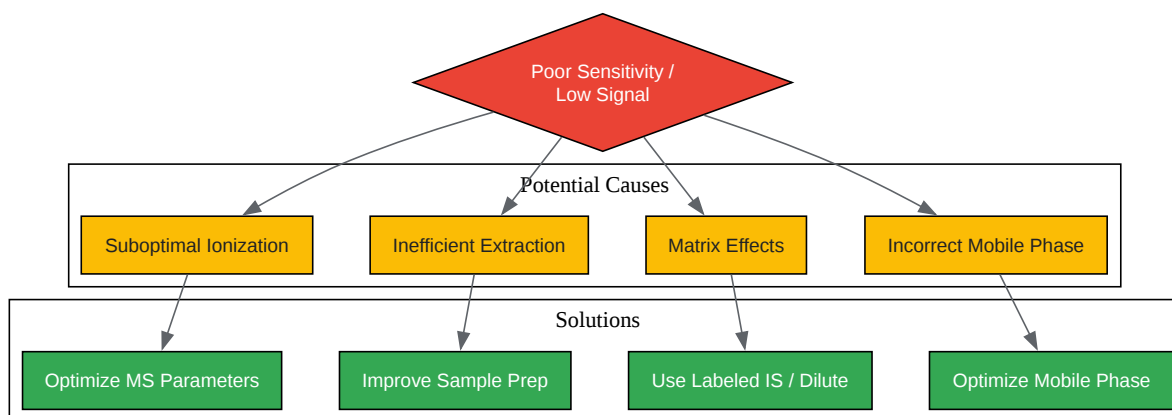 Poor Sensitivity /
Low Signal
Potential Causes
Suboptimal Ionization
Inefficient Extraction
Matrix Effects
Incorrect Mobile Phase
Solutions
Optimize MS Parameters
Improve Sample Prep
Use Labeled IS / Dilute
Optimize Mobile Phase